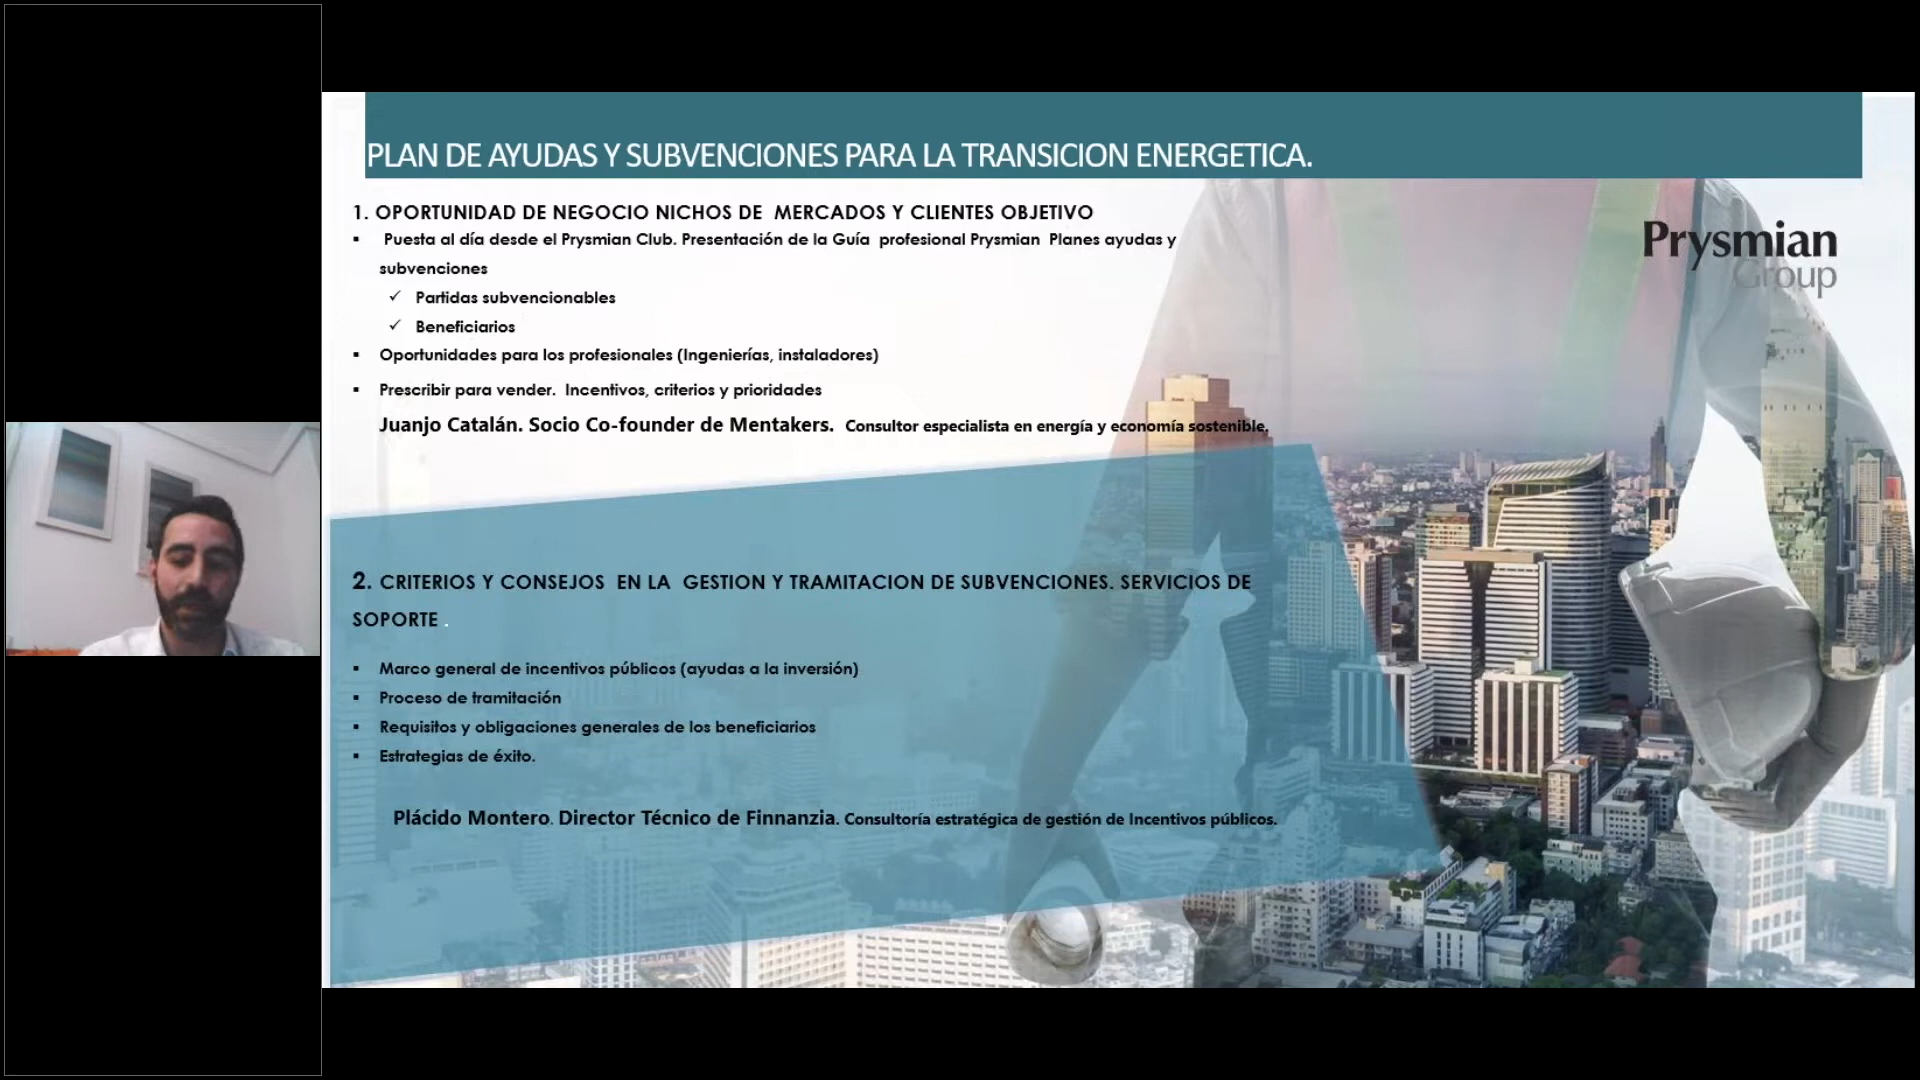 PLAN DE AYUDAS Y SUBVENCIONES PARA LA TRANSICION ENERGETICA.
Prysmian
Group
1. OPORTUNIDAD DE NEGOCIO NICHOS DE MERCADOS Y CLIENTES OBJETIVO
▪ Puesta al día desde el Prysmian Club. Presentación de la Guía profesional Prysmian Planes ayudas y
subvenciones
✓ Partidas subvencionables
✓ Beneficiarios
▪ Oportunidades para los profesionales (Ingenierías, instaladores)
▪ Prescribir para vender. Incentivos, criterios y prioridades
Juanjo Catalán. Socio Co-founder de Mentakers. Consultor especialista en energía y economía sostenible.
2. CRITERIOS Y CONSEJOS EN LA GESTION Y TRAMITACION DE SUBVENCIONES. SERVICIOS DE
SOPORTE .
▪ Marco general de incentivos públicos (ayudas a la inversión)
▪ Proceso de tramitación
▪ Requisitos y obligaciones generales de los beneficiarios
▪ Estrategias de éxito.
Plácido Montero. Director Técnico de Finnanzia. Consultoría estratégica de gestión de Incentivos públicos.